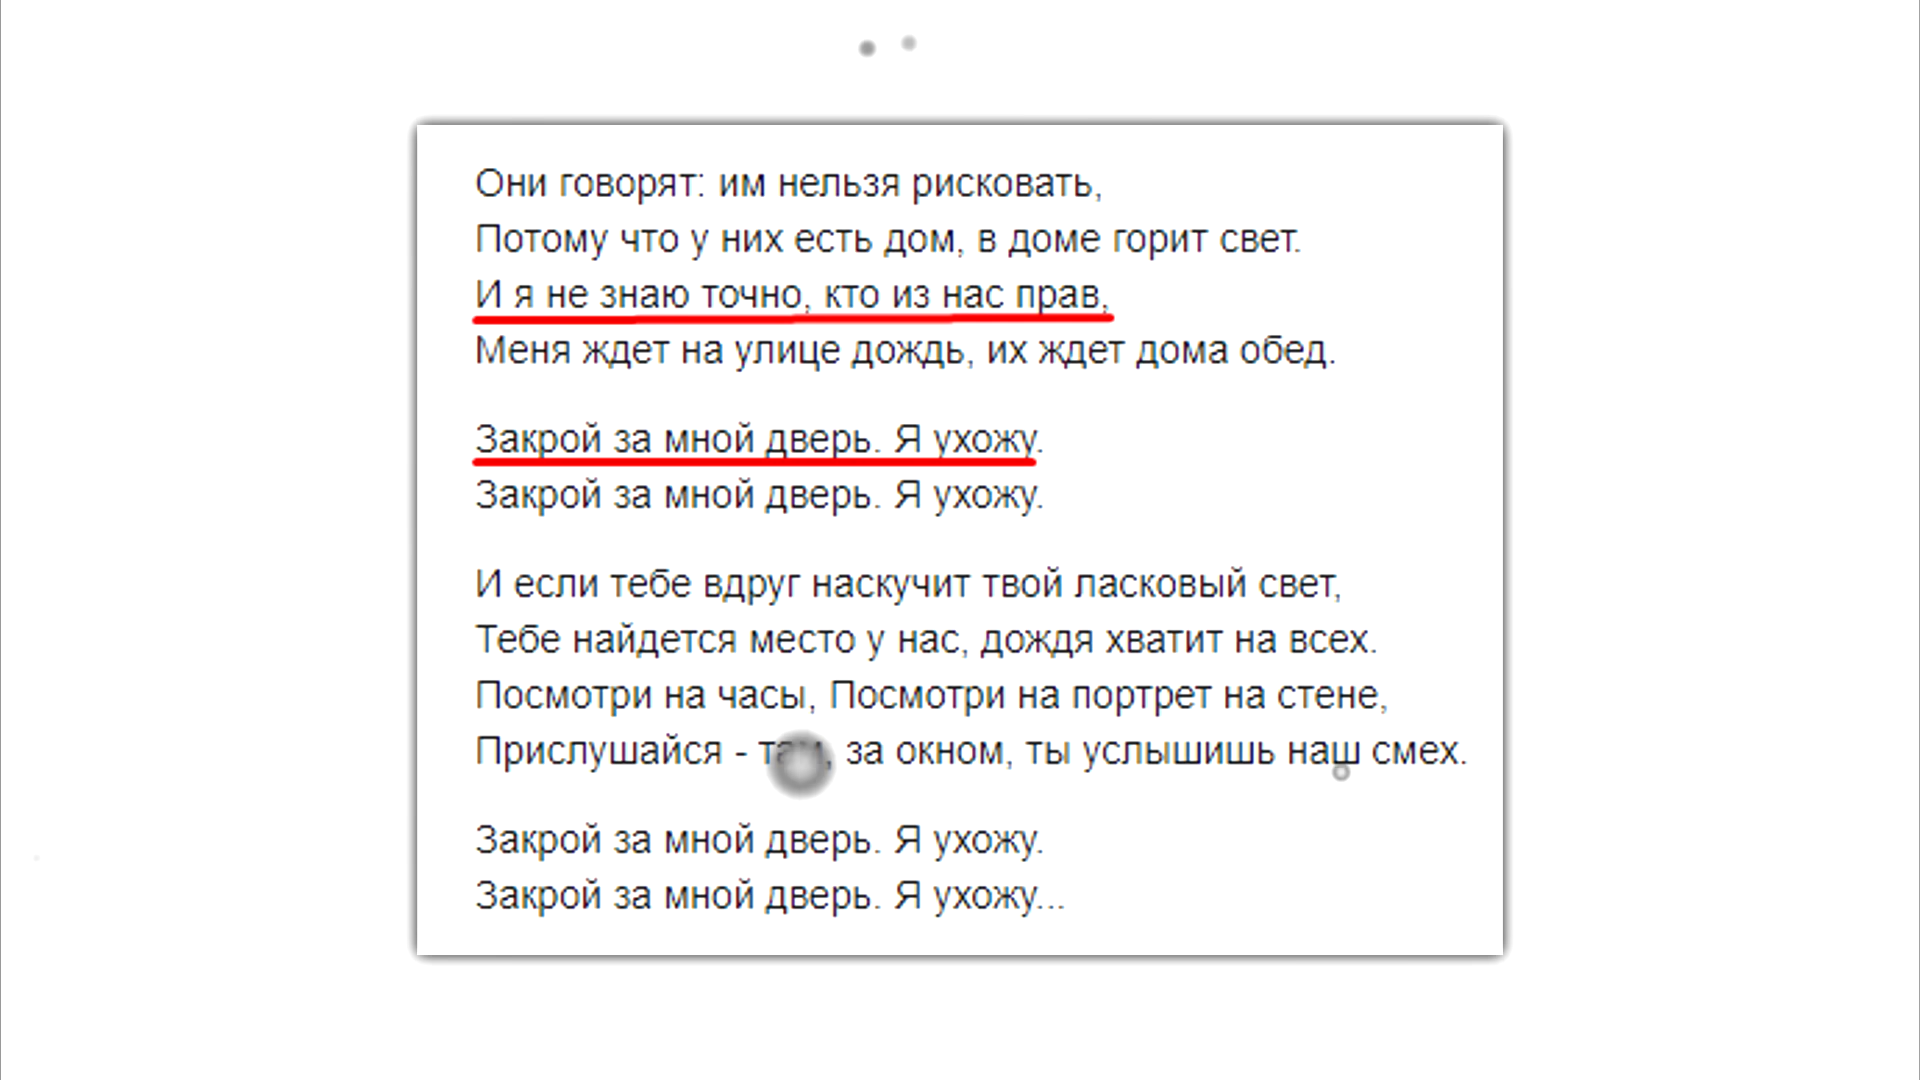 Они говорят: им нельзя рисковать,
Потому что у них есть дом, в доме горит свет.
И я не знаю точно, кто из нас прав,
Меня ждет на улице дождь, их ждет дома обед.
Закрой за мной дверь. Я ухожу.
Закрой за мной дверь. Я ухожу.
И если тебе вдруг наскучит твой ласковый свет,
Тебе найдется место у нас, дождя хватит на всех.
Посмотри на часы, Посмотри на портрет на стене,
Прислушайся - там, за окном, ты услышишь наш смех.
Закрой за мной дверь. Я ухожу.
Закрой за мной дверь. Я ухожу...